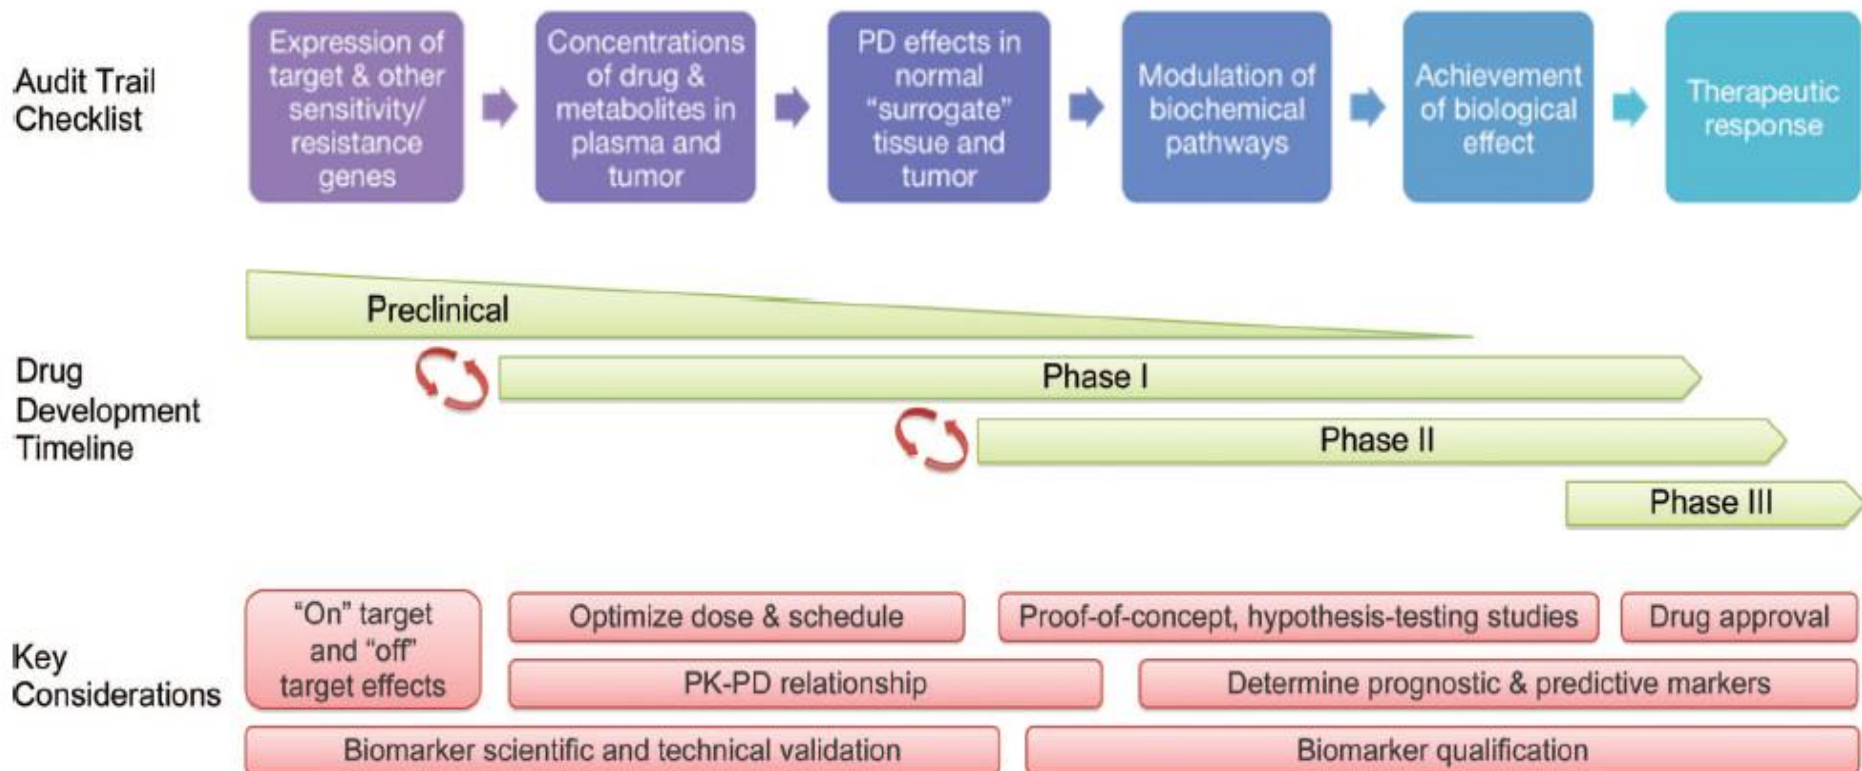 Audit Trail
Checklist
Expression of
target & other
sensitivity/
resistance
genes
Concentrations
of drug &
metabolites in
plasma and
tumor
PD effects in
normal
“surrogate”
tissue and
tumor
Modulation of
biochemical
pathways
Achievement
of biological
effect
Therapeutic
response
Drug
Development
Timeline
Preclinical
Phase I
Phase II
Phase III
Key
Considerations
“On” target
and “off”
target effects
Optimize dose & schedule
Proof-of-concept, hypothesis-testing studies
Drug approval
PK-PD relationship
Determine prognostic & predictive markers
Biomarker scientific and technical validation
Biomarker qualification